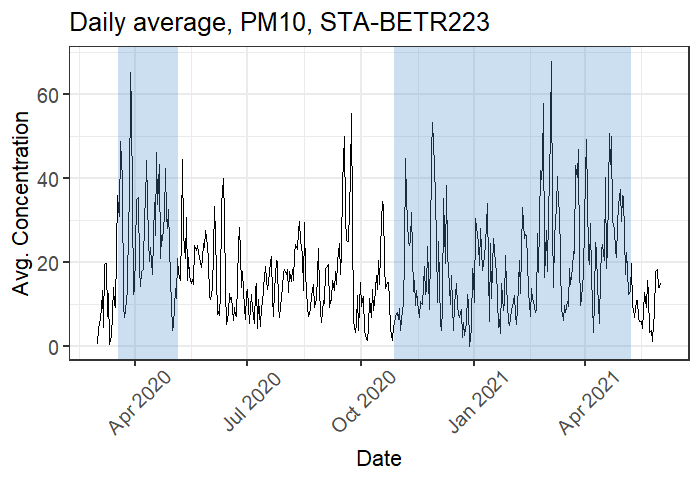 Daily average, PM10, STA-BETR223
Avg. Concentration
60
40
20
0
Apr 2020
Jul 2020
Oct 2020
Jan 2021
Apr 2021
Date